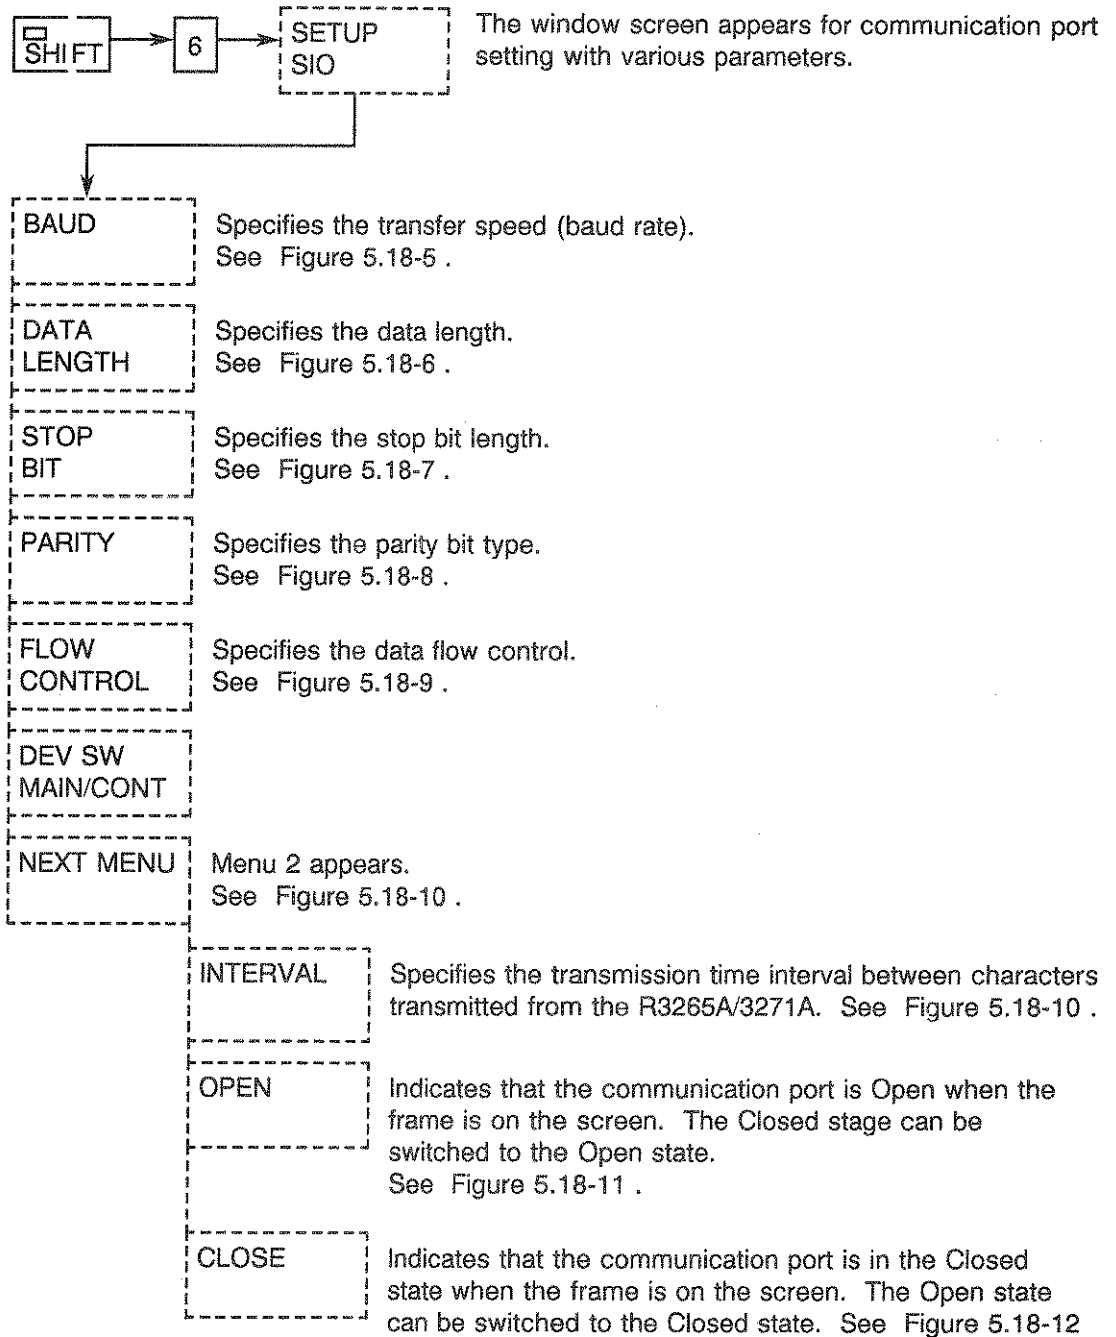 SHIFT
6
SETUP
SIO
The window screen appears for communication port
setting with various parameters.
BAUD
Specifies the transfer speed (baud rate).
See Figure 5.18-5 .
DATA
LENGTH
Specifies the data length.
See Figure 5.18-6 .
STOP
BIT
Specifies the stop bit length.
See Figure 5.18-7 .
PARITY
Specifies the parity bit type.
See Figure 5.18-8 .
FLOW
CONTROL
Specifies the data flow control.
See Figure 5.18-9 .
DEV SW
MAIN/CONT
NEXT MENU
Menu 2 appears.
See Figure 5.18-10 .
INTERVAL
Specifies the transmission time interval between characters
transmitted from the R3265A/3271A. See Figure 5.18-10 .
OPEN
Indicates that the communication port is Open when the
frame is on the screen. The Closed stage can be
switched to the Open state.
See Figure 5.18-11 .
CLOSE
Indicates that the communication port is in the Closed
state when the frame is on the screen. The Open state
can be switched to the Closed state. See Figure 5.18-12